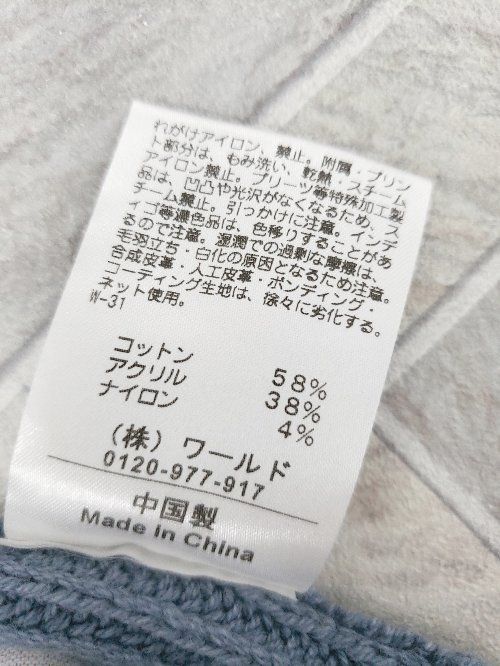 れがけアイロン、禁止。附属・プリン
ト部分は、もみ洗い、乾熱・スチーム
アイロン禁止。プリーツ等特殊加工製
品は、凹凸や光沢がなくなるため、ス
チーム禁止。引つかけに注意。インデ
イゴ等濃色品は、色移りすることがあ
るので注意。湿潤での過剰な摩擦は、
毛羽立ち・白化の原因となるため注意。
合成皮革・人工皮革・ボンディング・
コーティング生地は、徐々に劣化する。
ネット使用。
W-31
コットン 58%
アクリル 38%
ナイロン 4%
(株) ワールド
0120-977-917
中国製
Made in China